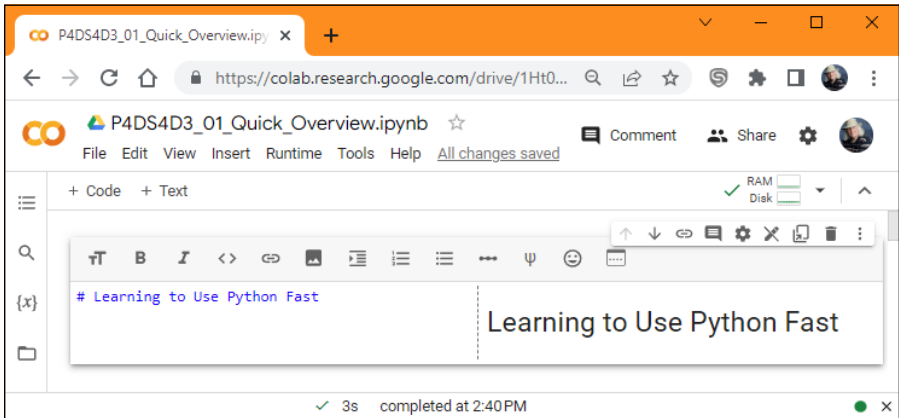 P4DS4D3_01_Quick_Overview.ipy
https://colab.research.google.com/drive/1Ht0...
P4DS4D3_01_Quick_Overview.ipynb
Comment Share
File Edit View Insert Runtime Tools Help All changes saved
+ Code + Text
RAM
Disk
B I <> Ψ
# Learning to Use Python Fast
Learning to Use Python Fast
{x}
3s completed at 2:40 PM